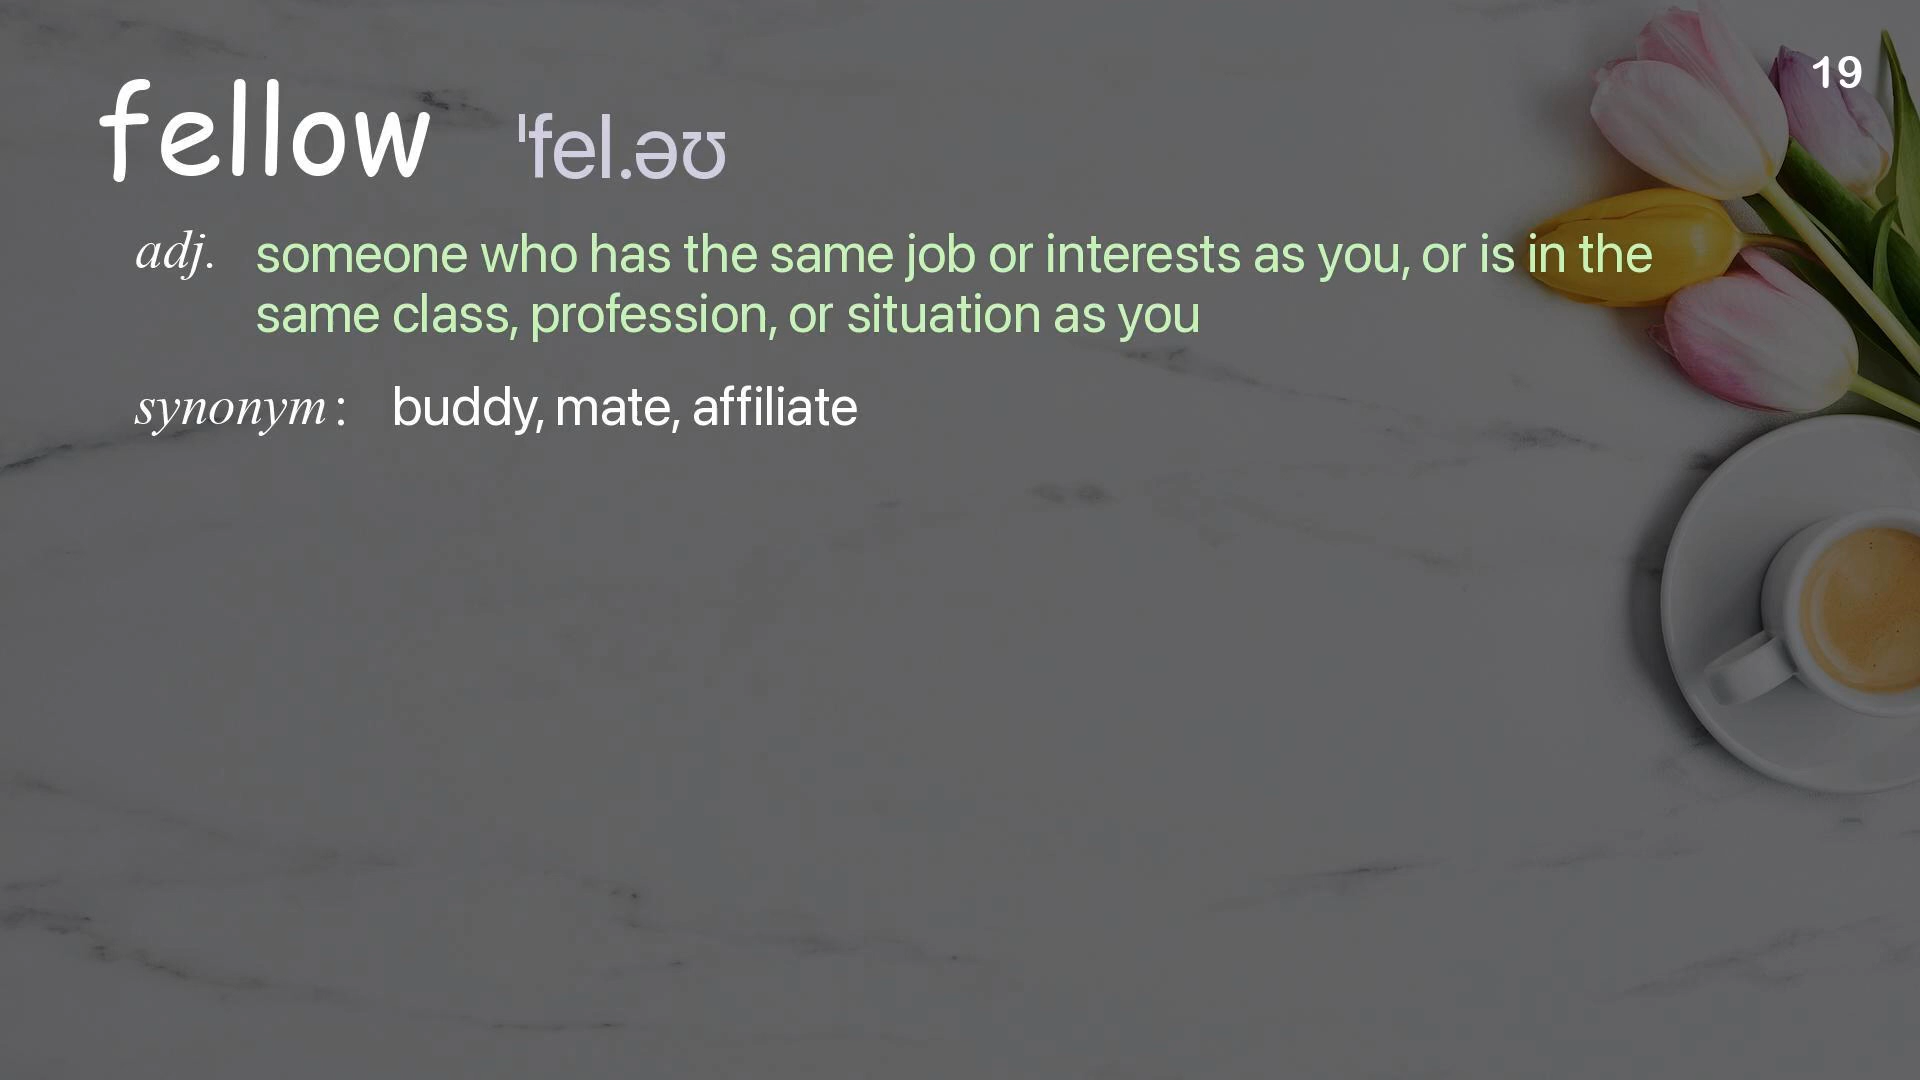 19
fellow ˈfel.əʊ
adj. someone who has the same job or interests as you, or is in the
same class, profession, or situation as you
synonym: buddy, mate, affiliate